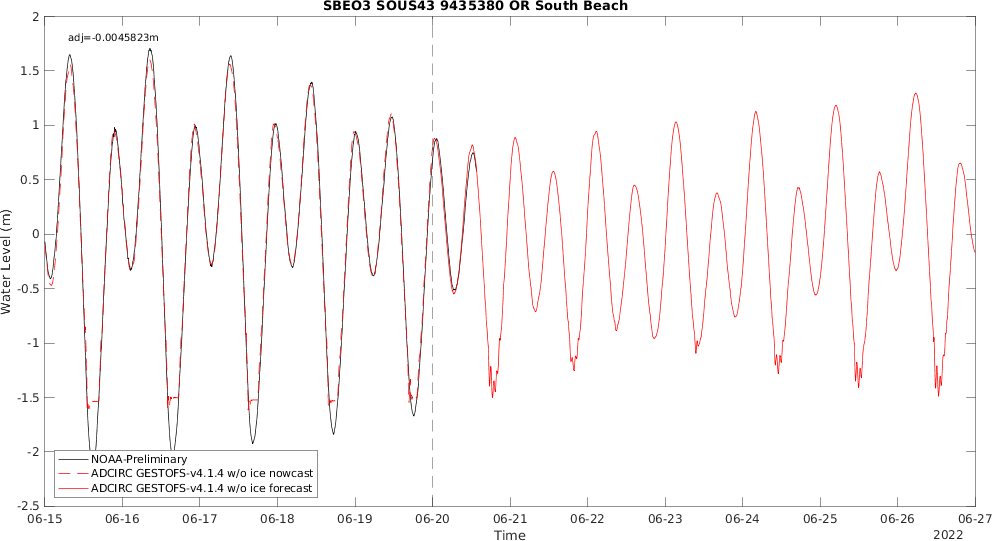 SBEO3 SOUS43 9435380 OR South Beach
adj=-0.0045823m
2
1.5
1
0.5
0
-0.5
-1
-1.5
-2
-2.5
Water Level (m)
NOAA-Preliminary
ADCIRC GESTOFS-v4.1.4 w/o ice nowcast
ADCIRC GESTOFS-v4.1.4 w/o ice forecast
06-15 06-16 06-17 06-18 06-19 06-20 06-21 06-22 06-23 06-24 06-25 06-26 06-27
Time
2022